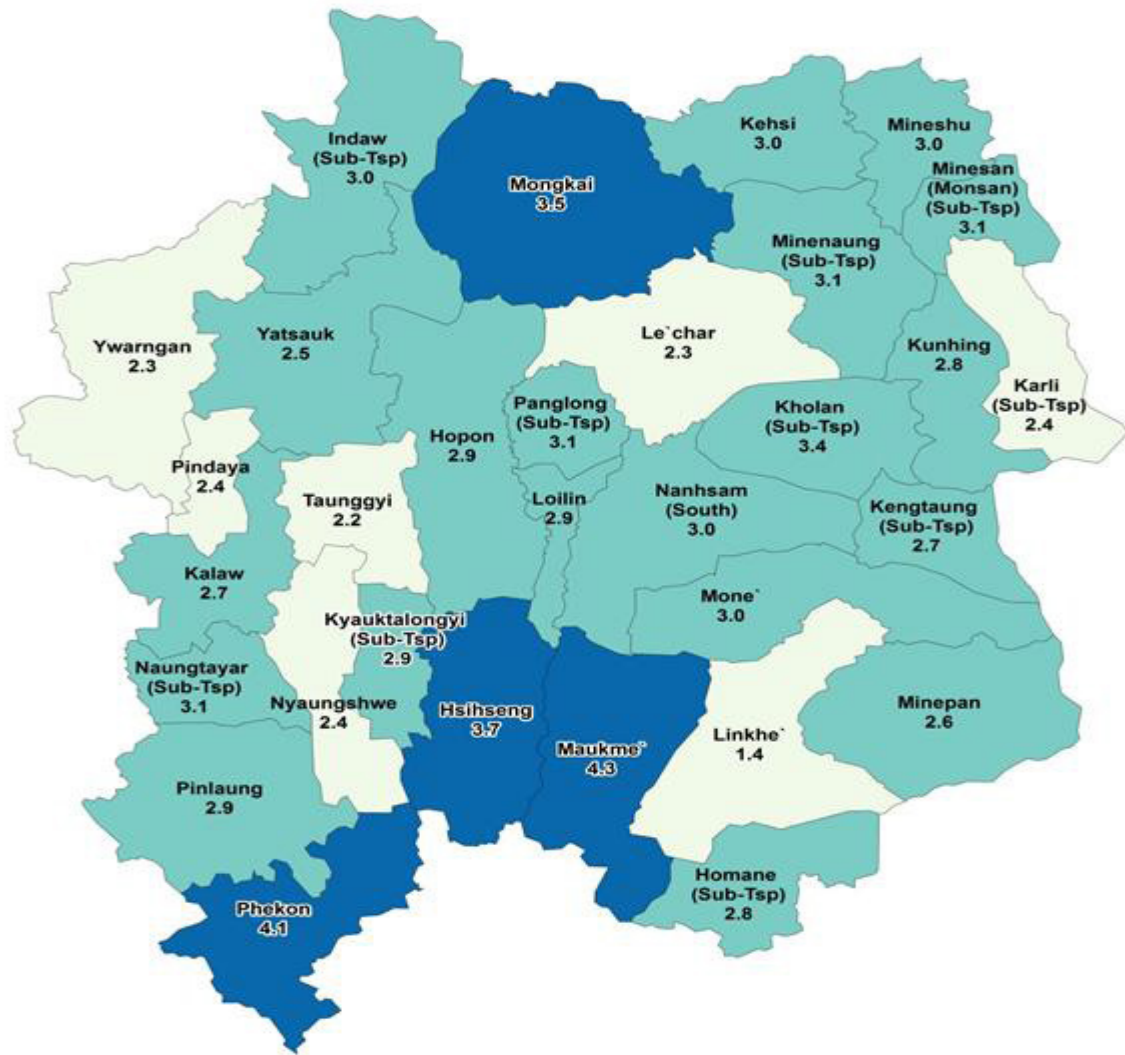 Indaw
(Sub-Tsp)
3.0
Mongkai
3.5
Kehsi
3.0
Mineshu
3.0
Minesan
(Monsan)
(Sub-Tsp)
3.1
Minenaung
(Sub-Tsp)
3.1
Ywarngan
2.3
Yatsauk
2.5
Le`char
2.3
Kunhing
2.8
Karli
(Sub-Tsp)
2.4
Panglong
(Sub-Tsp)
3.1
Kholan
(Sub-Tsp)
3.4
Hopon
2.9
Pindaya
2.4
Taunggyi
2.2
Loilin
2.9
Nanhsam
(South)
3.0
Kengtaung
(Sub-Tsp)
2.7
Kalaw
2.7
Mone`
3.0
Kyauktalongyi
(Sub-Tsp)
2.9
Naungtayar
(Sub-Tsp)
3.1
Nyaungshwe
2.4
Hsihseng
3.7
Maukme`
4.3
Linkhe`
1.4
Minepan
2.6
Pinlaung
2.9
Homane
(Sub-Tsp)
2.8
Phekon
4.1